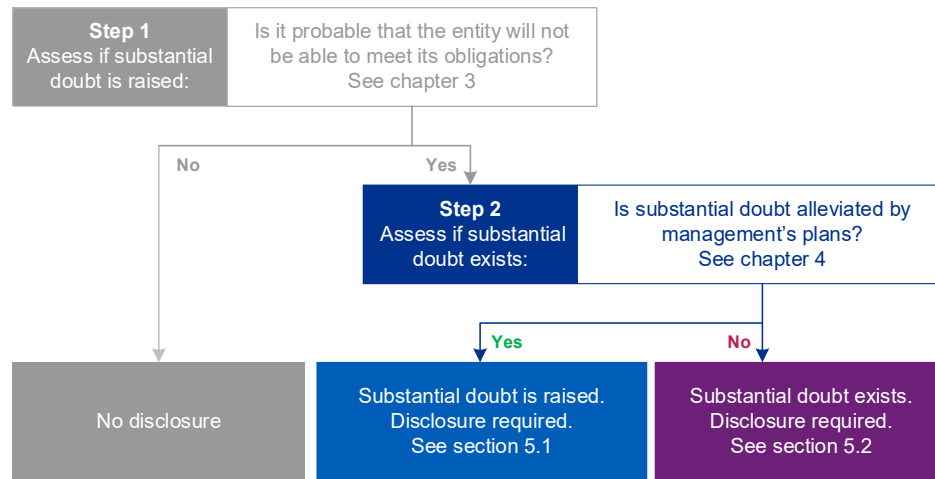 Step 1
Assess if substantial
doubt is raised:
Is it probable that the entity will not
be able to meet its obligations?
See chapter 3
No
Yes
Step 2
Assess if substantial
doubt exists:
Is substantial doubt alleviated by
management’s plans?
See chapter 4
Yes
No
No disclosure
Substantial doubt is raised.
Disclosure required.
See section 5.1
Substantial doubt exists.
Disclosure required.
See section 5.2